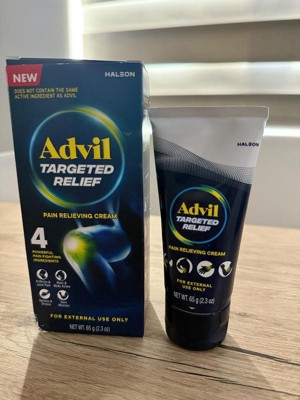 NEW
HALEON
DOES NOT CONTAIN THE SAME
ACTIVE INGREDIENT AS ADVIL
Advil
TARGETED
RELIEF
PAIN RELIEVING CREAM
4
POWERFUL
PAIN-FIGHTING
INGREDIENTS
FOR EXTERNAL
USE ONLY
NET WT. 65 g (2.3 oz)
HALEON
Advil
TARGETED
RELIEF
PAIN RELIEVING CREAM
FOR EXTERNAL
USE ONLY
NET WT. 65 g (2.3 oz)